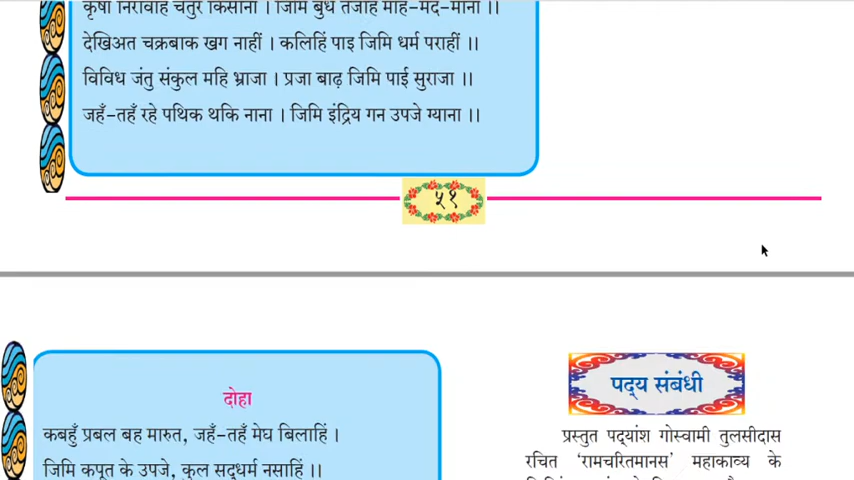 कृषी निरावहिं चतुर किसाना । जिमि बुध तजहिं मोह-मद-माना ।।
देखिअत चक्रबाक खग नाहीं । कलिहिं पाइ जिमि धर्म पराहीं ।।
विविध जंतु संकुल महि भ्राजा । प्रजा बाढ़ जिमि पाई सुराजा ।।
जहँ-तहँ रहे पथिक थकि नाना । जिमि इंद्रिय गन उपजे ग्याना ।।
५१
दोहा
कबहुँ प्रबल बह मारुत, जहँ-तहँ मेघ बिलाहिं ।
जिमि कपूत के उपजे, कुल सद्धर्म नसाहिं ।।
पद्य संबंधी
प्रस्तुत पद्यांश गोस्वामी तुलसीदास
रचित ‘रामचरितमानस’ महाकाव्य के